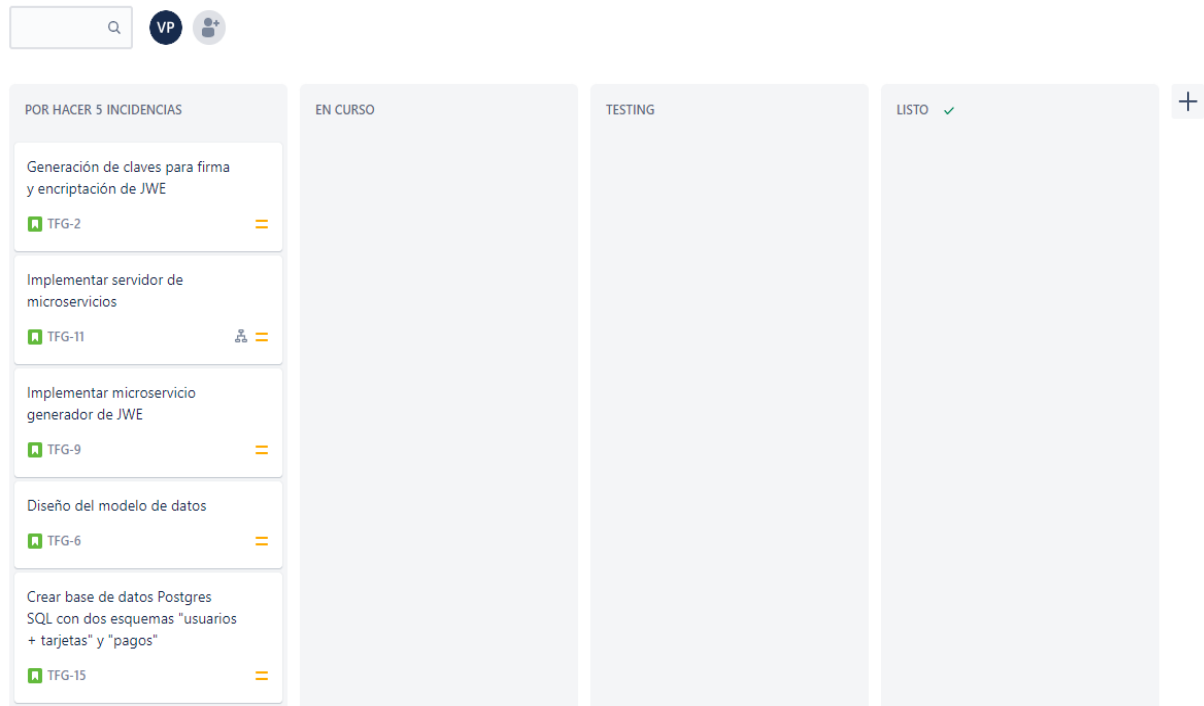 VP
POR HACER 5 INCIDENCIAS
EN CURSO
TESTING
LISTO
Generación de claves para firma
y encriptación de JWE
TFG-2
Implementar servidor de
microservicios
TFG-11
Implementar microservicio
generador de JWE
TFG-9
Diseño del modelo de datos
TFG-6
Crear base de datos Postgres
SQL con dos esquemas "usuarios
+ tarjetas" y "pagos"
TFG-15